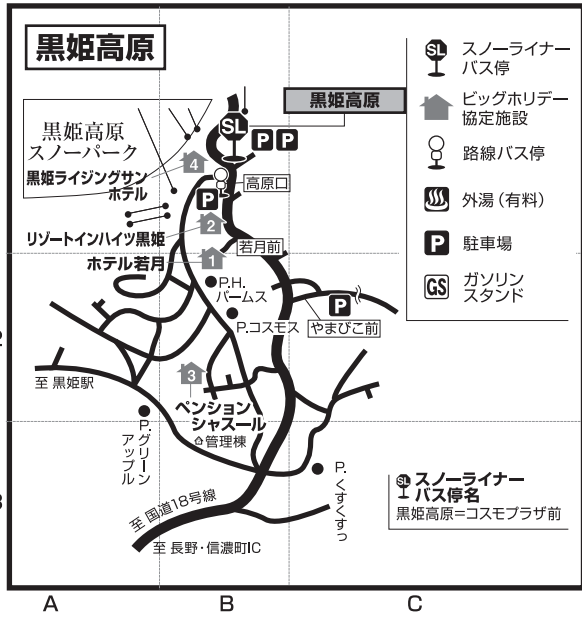 黒姫高原
SL
スノーライナー
バス停
ビッグホリデー
協定施設
路線バス停
外湯(有料)
P
駐車場
GS
ガソリン
スタンド
黒姫高原
SL
P P
黒姫高原
スノーパーク
黒姫ライジングサン
ホテル
4
高原口
P
リゾートインハイツ黒姫
2
若月前
ホテル若月
1
P.H.
パームス
P
P.コスモス
やまびこ前
2
至 黒姫駅
3
ペンション
シャスール
管理棟
P.グリーン
アップル
P.くすくすっ
SL
スノーライナー
バス停名
黒姫高原=コスモプラザ前
3
至 国道18号線
至 長野・信濃町IC
A B C